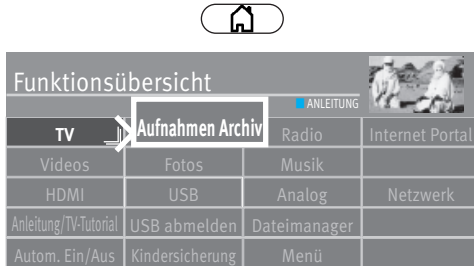 Funktionsübersicht
ANLEITUNG
TV Aufnahmen Archiv Radio Internet Portal
Videos Fotos Musik
HDMI USB Analog Netzwerk
Anleitung/TV-Tutorial USB abmelden Dateimanager
Autom. Ein/Aus Kindersicherung Menü